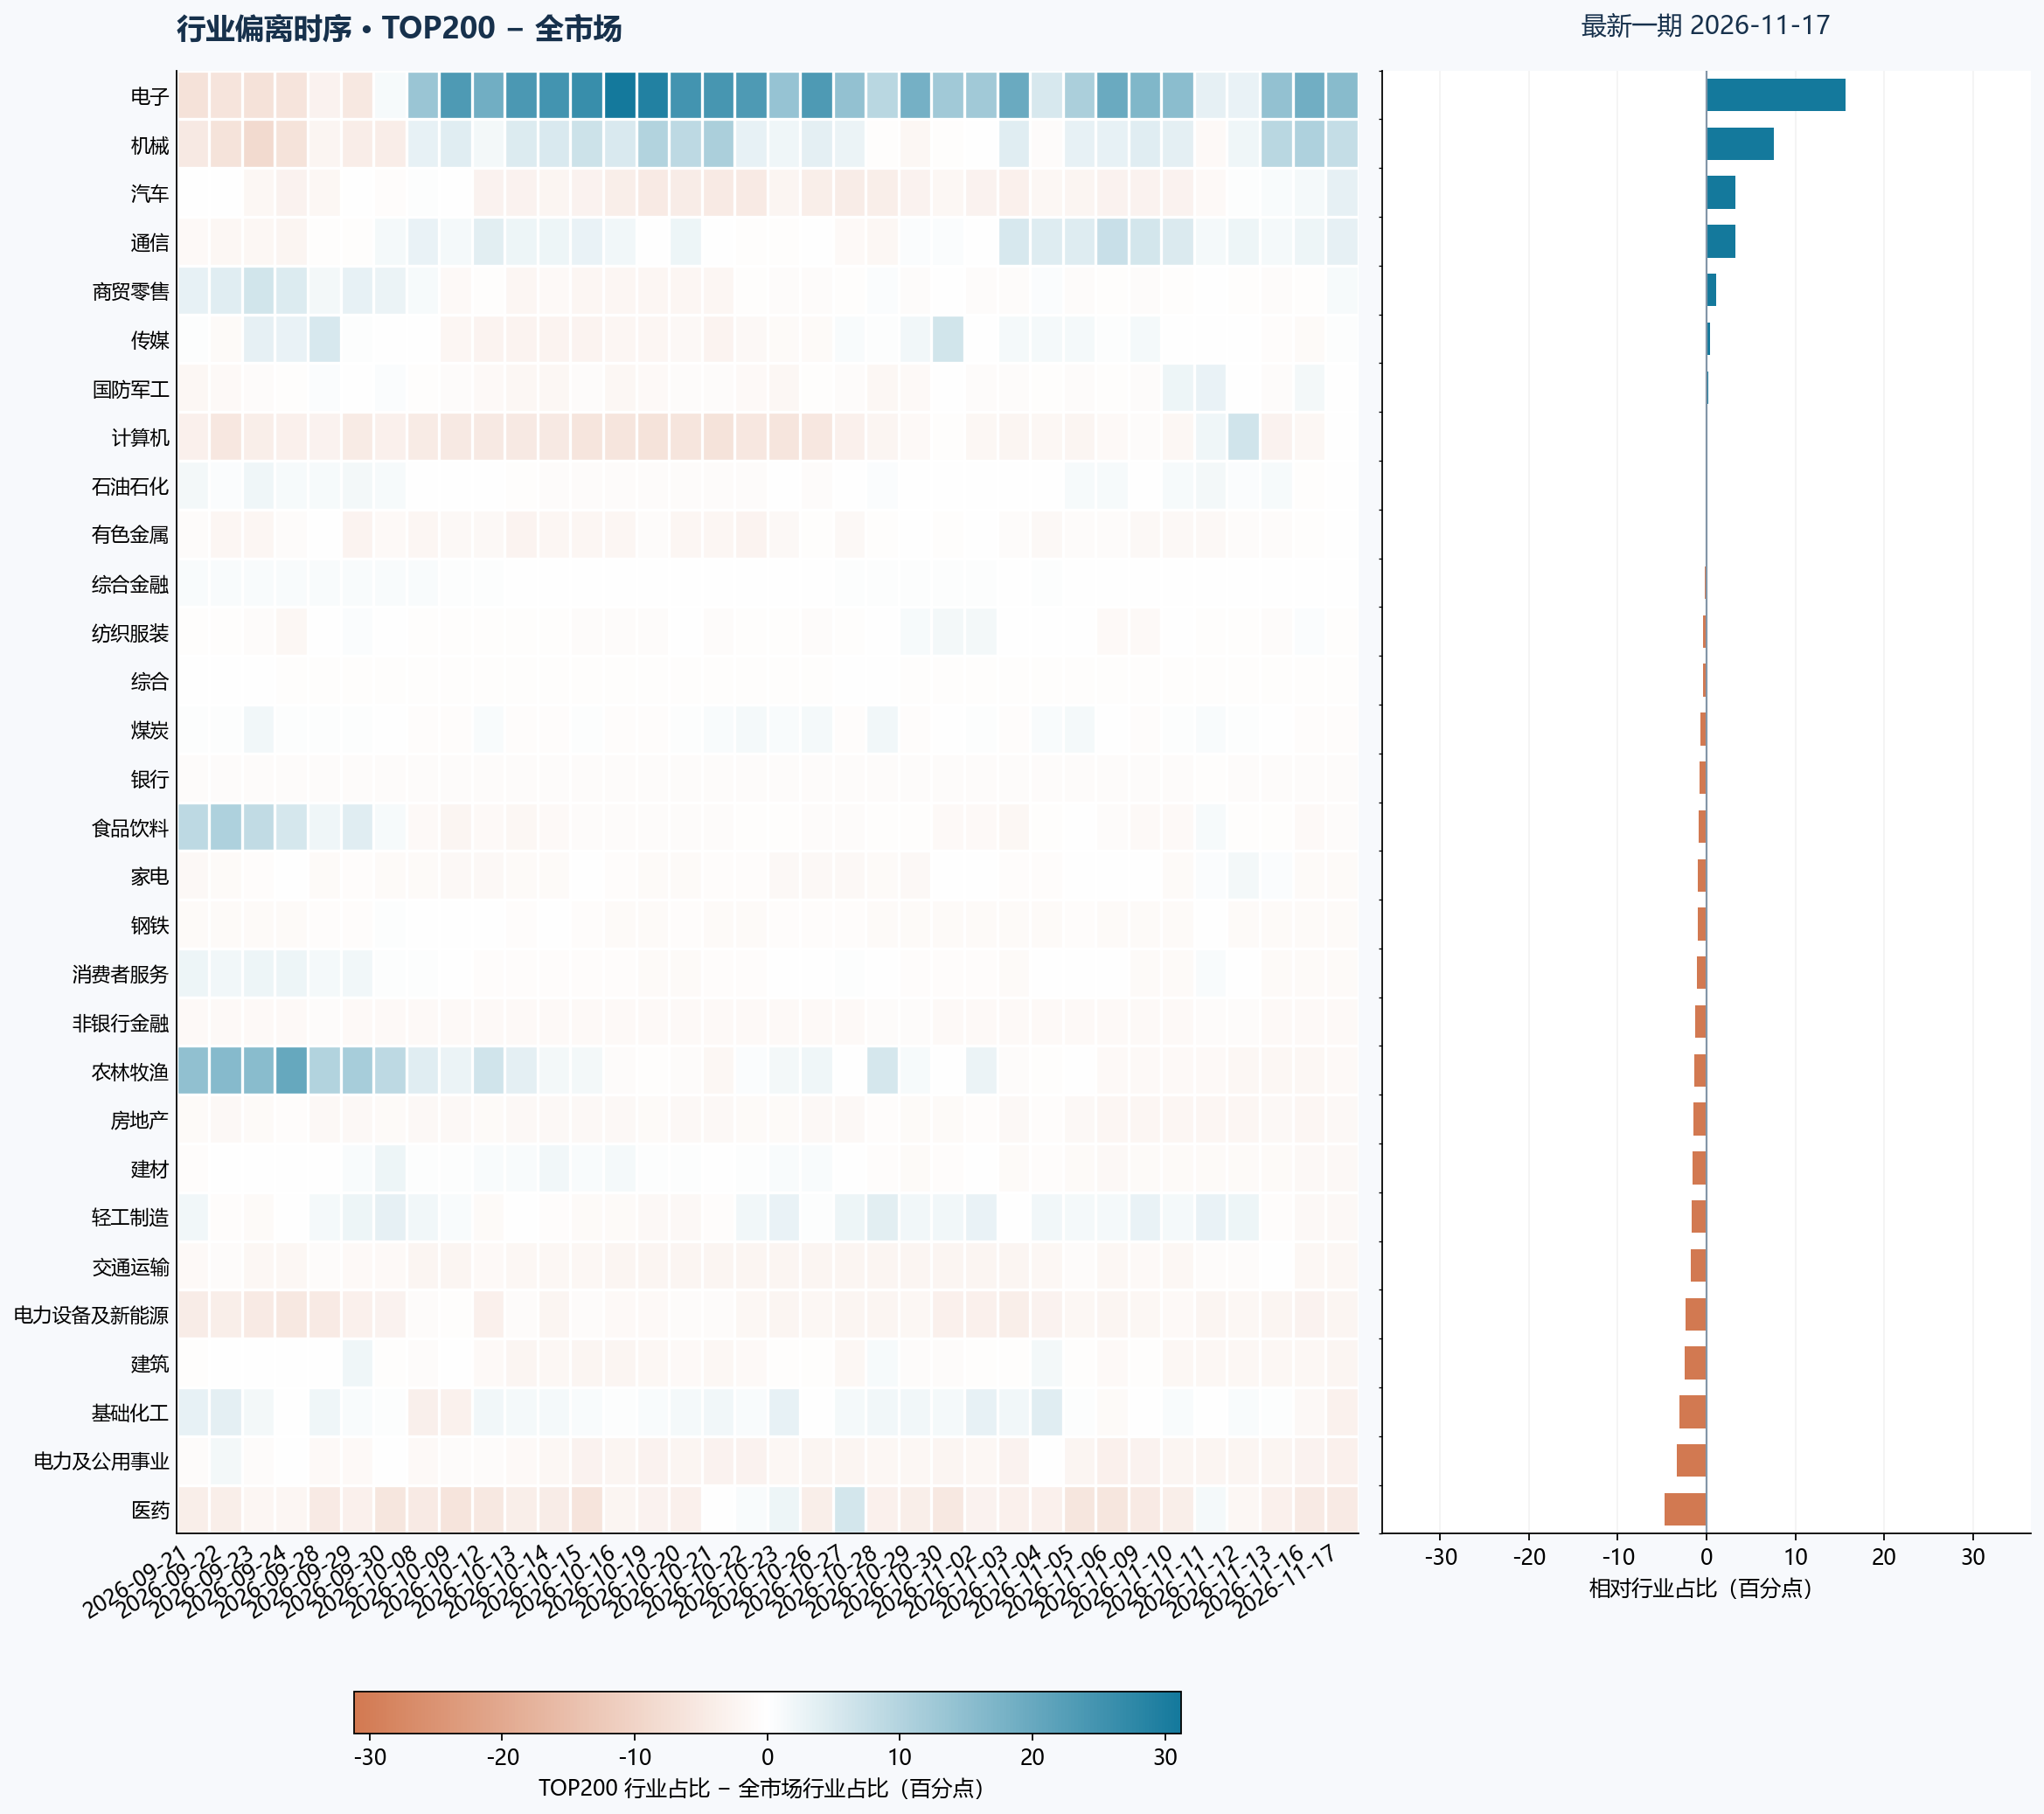 行业偏离时序 • TOP200 − 全市场
最新一期 2026-11-17
电子
机械
汽车
通信
商贸零售
传媒
国防军工
计算机
石油石化
有色金属
综合金融
纺织服装
综合
煤炭
银行
食品饮料
家电
钢铁
消费者服务
非银行金融
农林牧渔
房地产
建材
轻工制造
交通运输
电力设备及新能源
建筑
基础化工
电力及公用事业
医药
2026-09-21
2026-09-22
2026-09-23
2026-09-24
2026-09-28
2026-09-29
2026-09-30
2026-10-08
2026-10-09
2026-10-12
2026-10-13
2026-10-14
2026-10-15
2026-10-16
2026-10-19
2026-10-20
2026-10-21
2026-10-22
2026-10-23
2026-10-26
2026-10-27
2026-10-28
2026-10-29
2026-10-30
2026-11-02
2026-11-03
2026-11-04
2026-11-05
2026-11-06
2026-11-09
2026-11-10
2026-11-11
2026-11-12
2026-11-13
2026-11-16
2026-11-17
-30 -20 -10 0 10 20 30
相对行业占比（百分点）
-30 -20 -10 0 10 20 30
TOP200 行业占比 − 全市场行业占比（百分点）